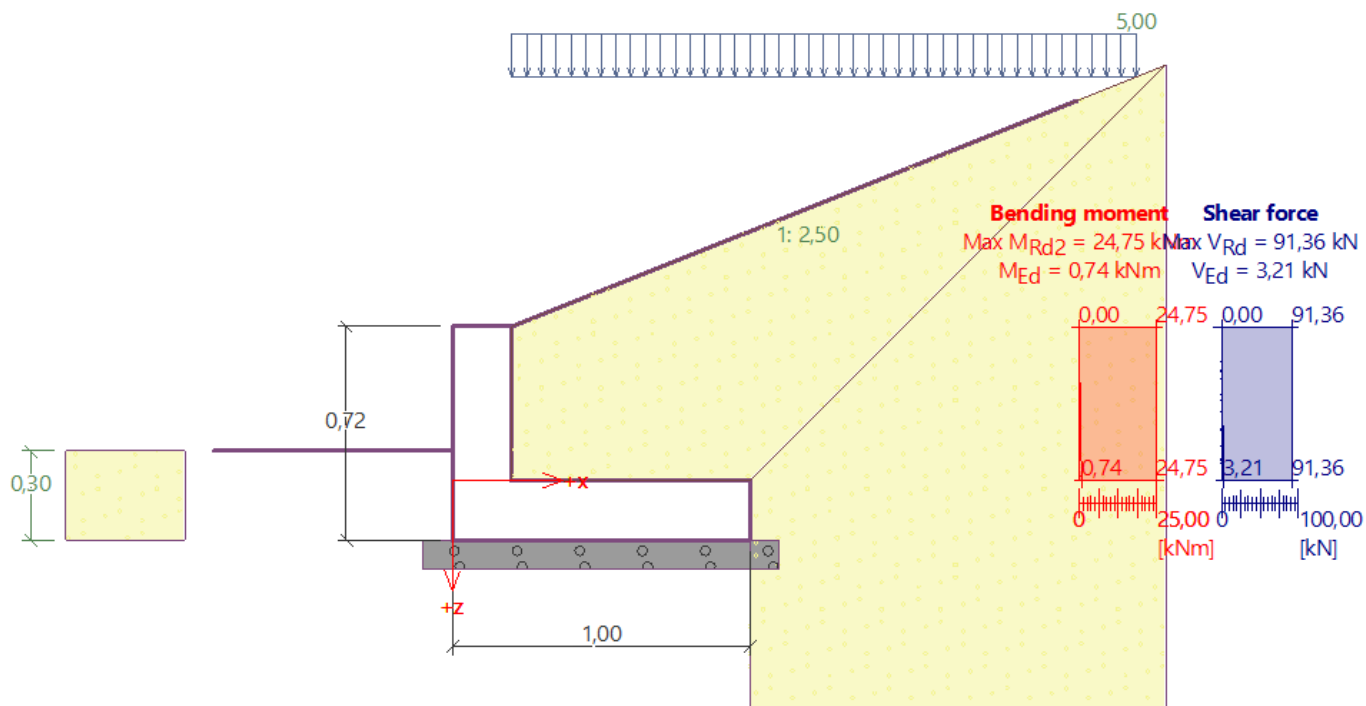 5,00
1: 2,50
Bending moment
Max MRd2 = 24,75 kNm
MEd = 0,74 kNm
Shear force
Max VRd = 91,36 kN
VEd = 3,21 kN
0,00 24,75
0,00 91,36
0,72
0,30
+x
0,74 24,75
3,21 91,36
0 25,00
[kNm]
0 100,00
[kN]
+z
1,00